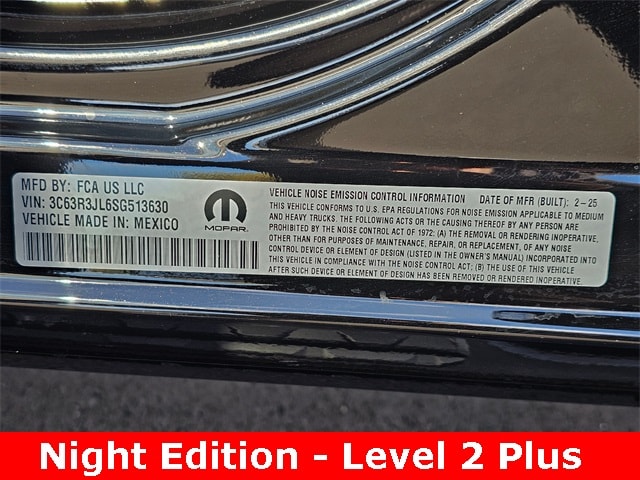 MFD BY: FCA US LLC
VIN: 3C63R3JL6SG513630
VEHICLE MADE IN: MEXICO
MOPAR
VEHICLE NOISE EMISSION CONTROL INFORMATION DATE OF MFR (BUILT): 2-25
THIS VEHICLE CONFORMS TO U.S. EPA REGULATIONS FOR NOISE EMISSION APPLICABLE TO MEDIUM
AND HEAVY TRUCKS. THE FOLLOWING ACTS OR THE CAUSING THEREOF BY ANY PERSON ARE
PROHIBITED BY THE NOISE CONTROL ACT OF 1972: (A) THE REMOVAL OR RENDERING INOPERATIVE,
OTHER THAN FOR PURPOSES OF MAINTENANCE, REPAIR, OR REPLACEMENT, OF ANY NOISE
CONTROL DEVICE OR ELEMENT OF DESIGN (LISTED IN THE OWNER'S MANUAL) INCORPORATED INTO
THIS VEHICLE IN COMPLIANCE WITH THE NOISE CONTROL ACT; (B) THE USE OF THIS VEHICLE
AFTER SUCH DEVICE OR ELEMENT OF DESIGN HAS BEEN REMOVED OR RENDERED INOPERATIVE.
Night Edition - Level 2 Plus